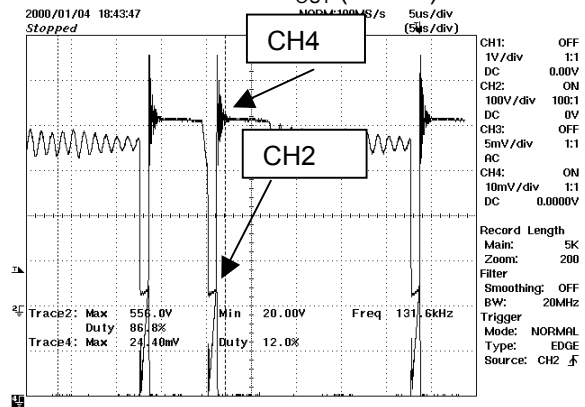 2000/01/04 18:43:47
Stopped
NORM:100MS/s
5us/div
(5us/div)
CH4
CH2
CH1: OFF
1V/div 1:1
DC 0.00V
CH2: ON
100V/div 100:1
DC 0V
CH3: OFF
5mV/div 1:1
AC
CH4: ON
10mV/div 1:1
DC 0.0000V
Record Length
Main: 5K
Zoom: 200
Filter
Smoothing: OFF
BW: 20MHz
Trigger
Mode: NORMAL
Type: EDGE
Source: CH2
Trace2: Max 556.0V Min 20.00V Freq 131.6kHz
Duty 86.8%
Trace4: Max 24.40mV Duty 12.0%